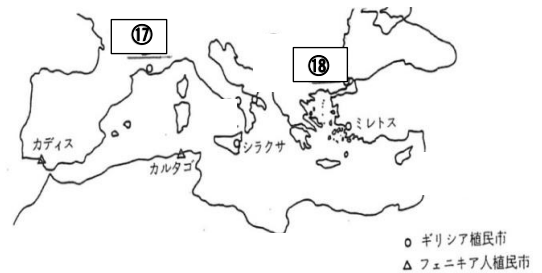 ⑰
⑱
カディス
カルタゴ
シラクサ
ミレトス
○ ギリシア植民市
△ フェニキア人植民市